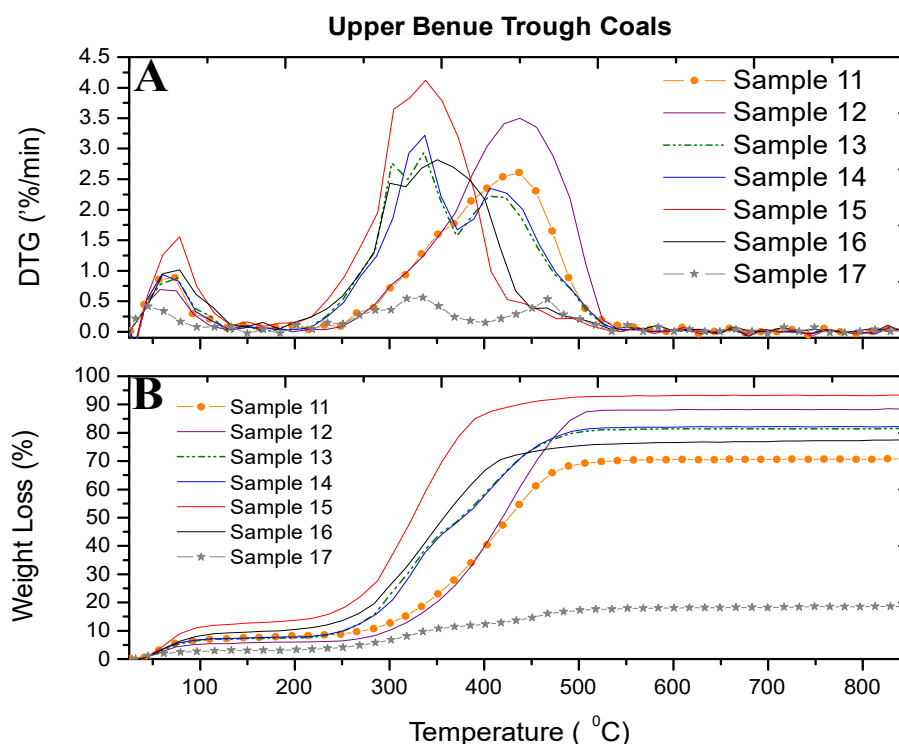 Upper Benue Trough Coals
A
DTG ('%/min)
4.5
4.0
3.5
3.0
2.5
2.0
1.5
1.0
0.5
0.0
Sample 11
Sample 12
Sample 13
Sample 14
Sample 15
Sample 16
Sample 17
B
Weight Loss (%)
100
90
80
70
60
50
40
30
20
10
0
Sample 11
Sample 12
Sample 13
Sample 14
Sample 15
Sample 16
Sample 17
100 200 300 400 500 600 700 800
Temperature ( ⁰C)